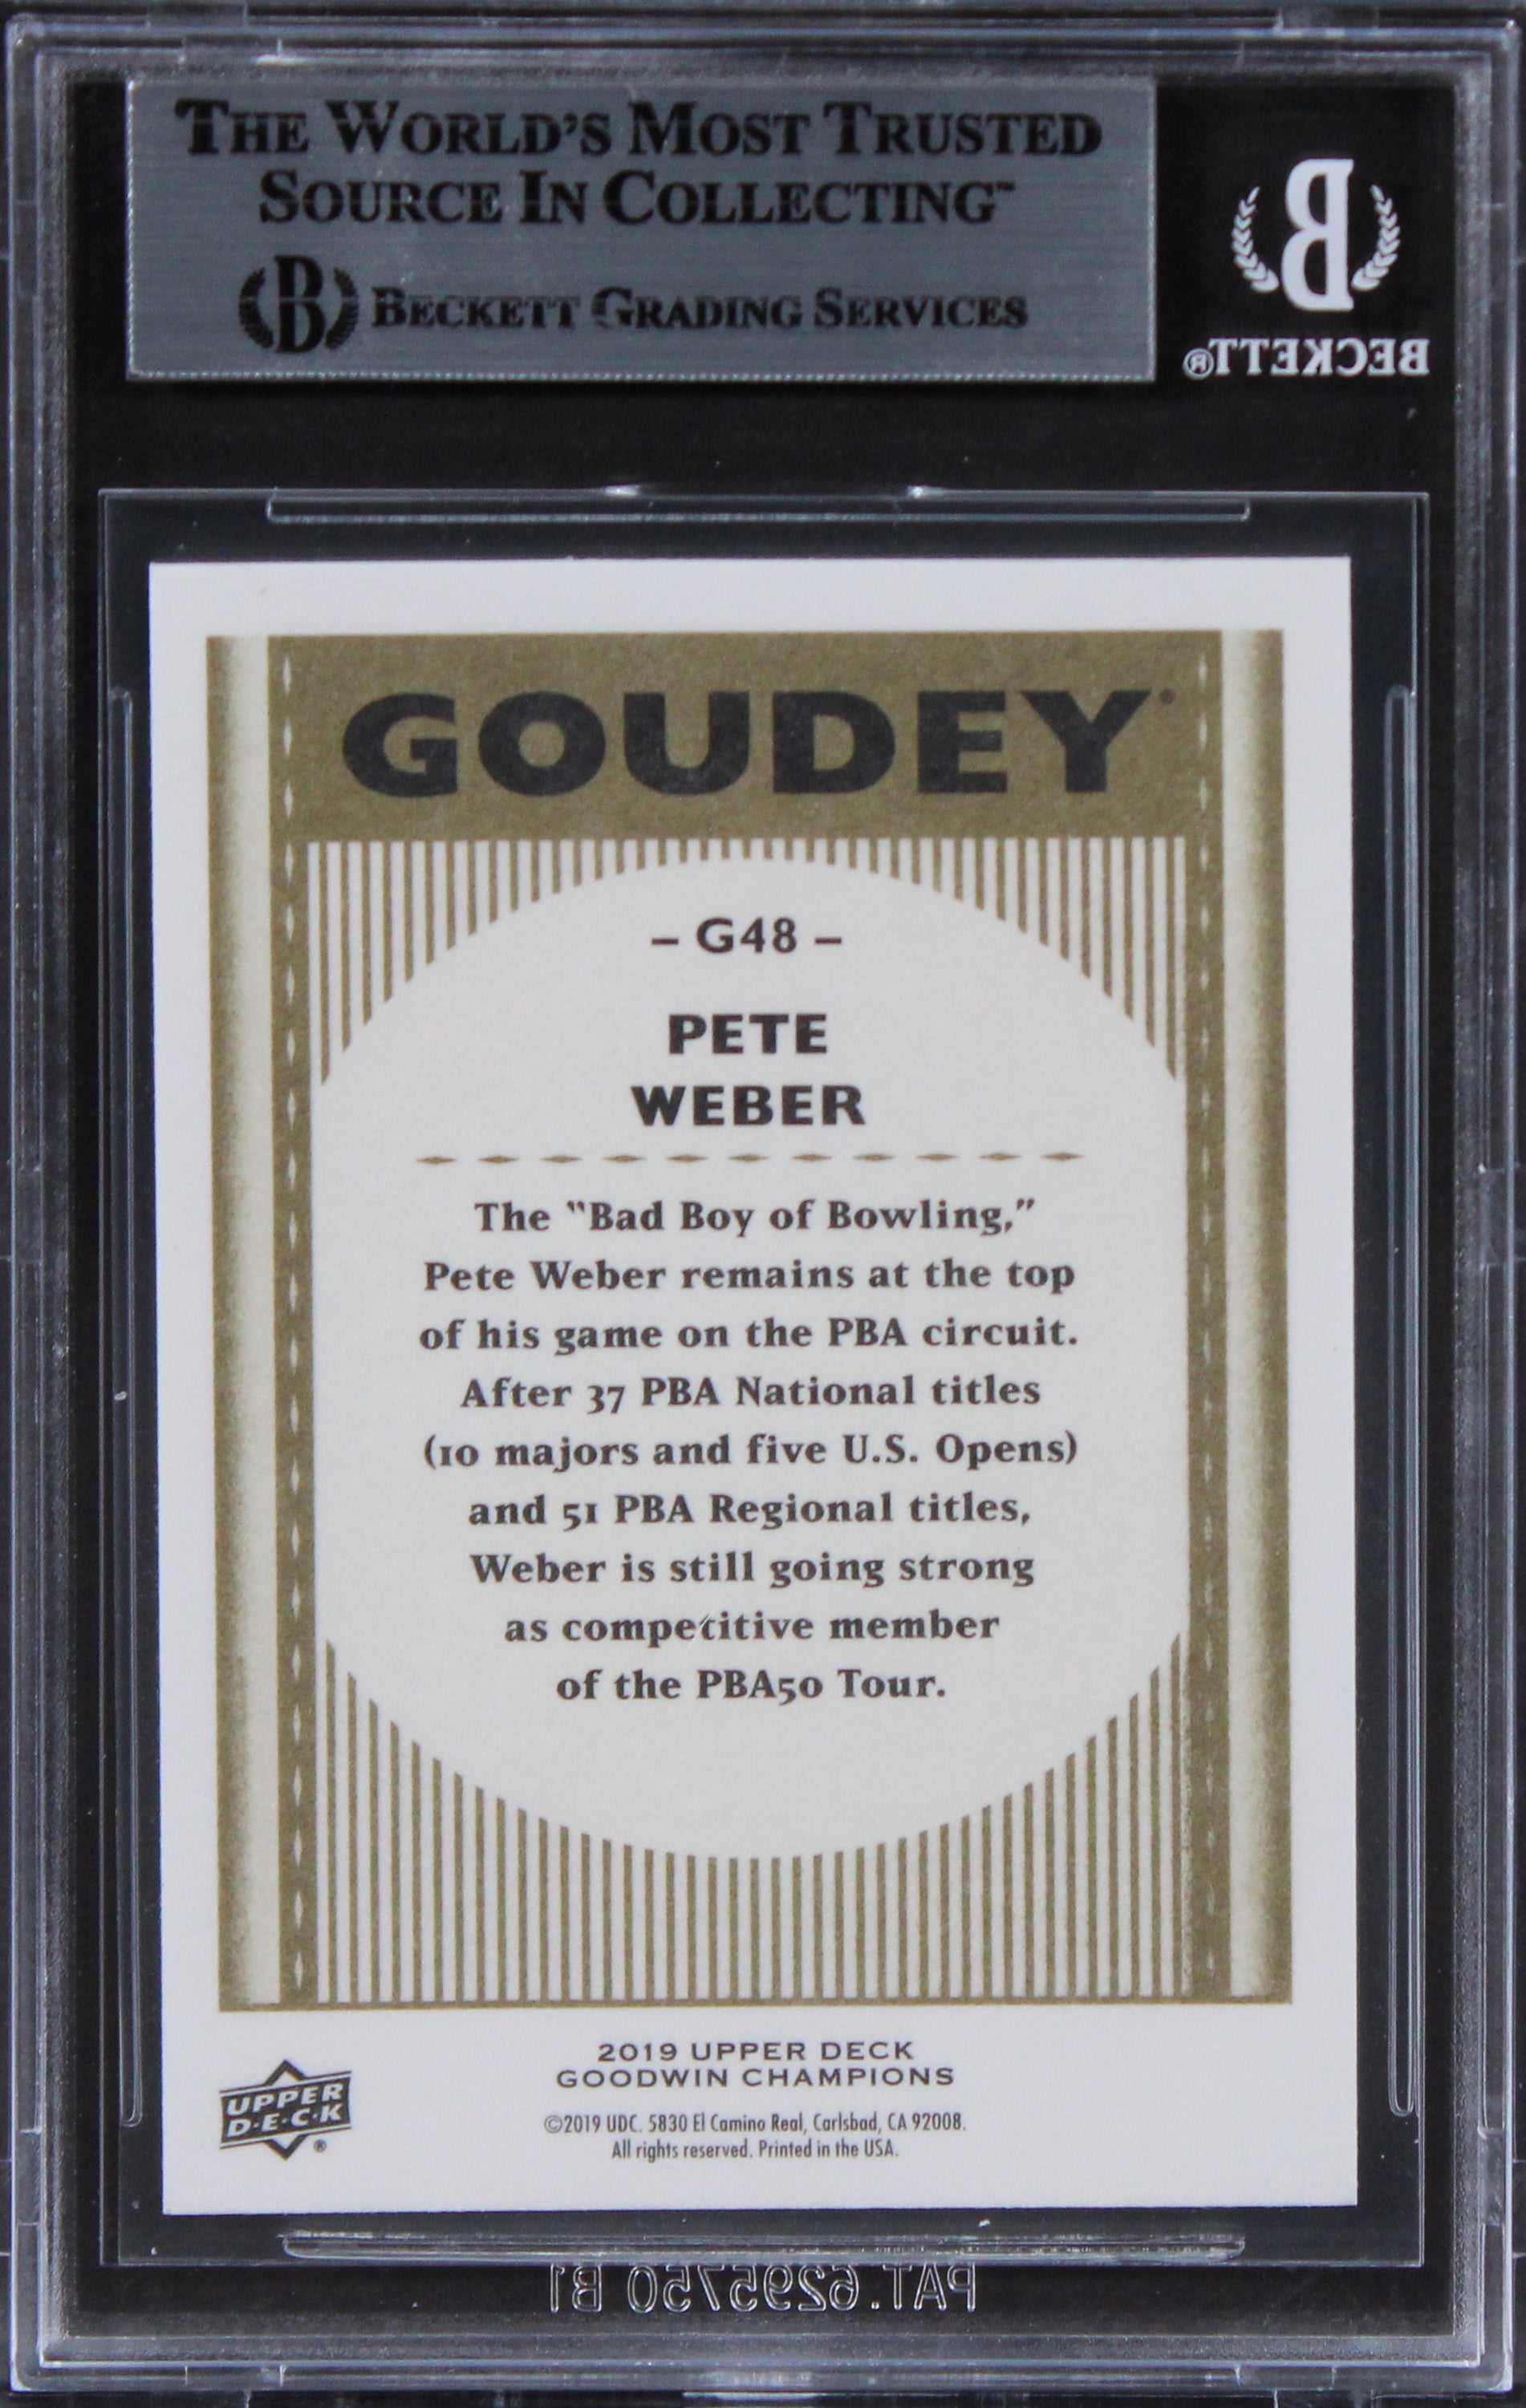 THE WORLD'S MOST TRUSTED
SOURCE IN COLLECTING™
B BECKETT GRADING SERVICES
B
BECKETT®
GOUDEY
– G48 –
PETE
WEBER
The "Bad Boy of Bowling,"
Pete Weber remains at the top
of his game on the PBA circuit.
After 37 PBA National titles
(10 majors and five U.S. Opens)
and 51 PBA Regional titles,
Weber is still going strong
as competitive member
of the PBA50 Tour.
2019 UPPER DECK
GOODWIN CHAMPIONS
©2019 UDC. 5830 El Camino Real, Carlsbad, CA 92008.
All rights reserved. Printed in the USA.
UPPER
D·E·C·K
®
PAT. 6295750 B1